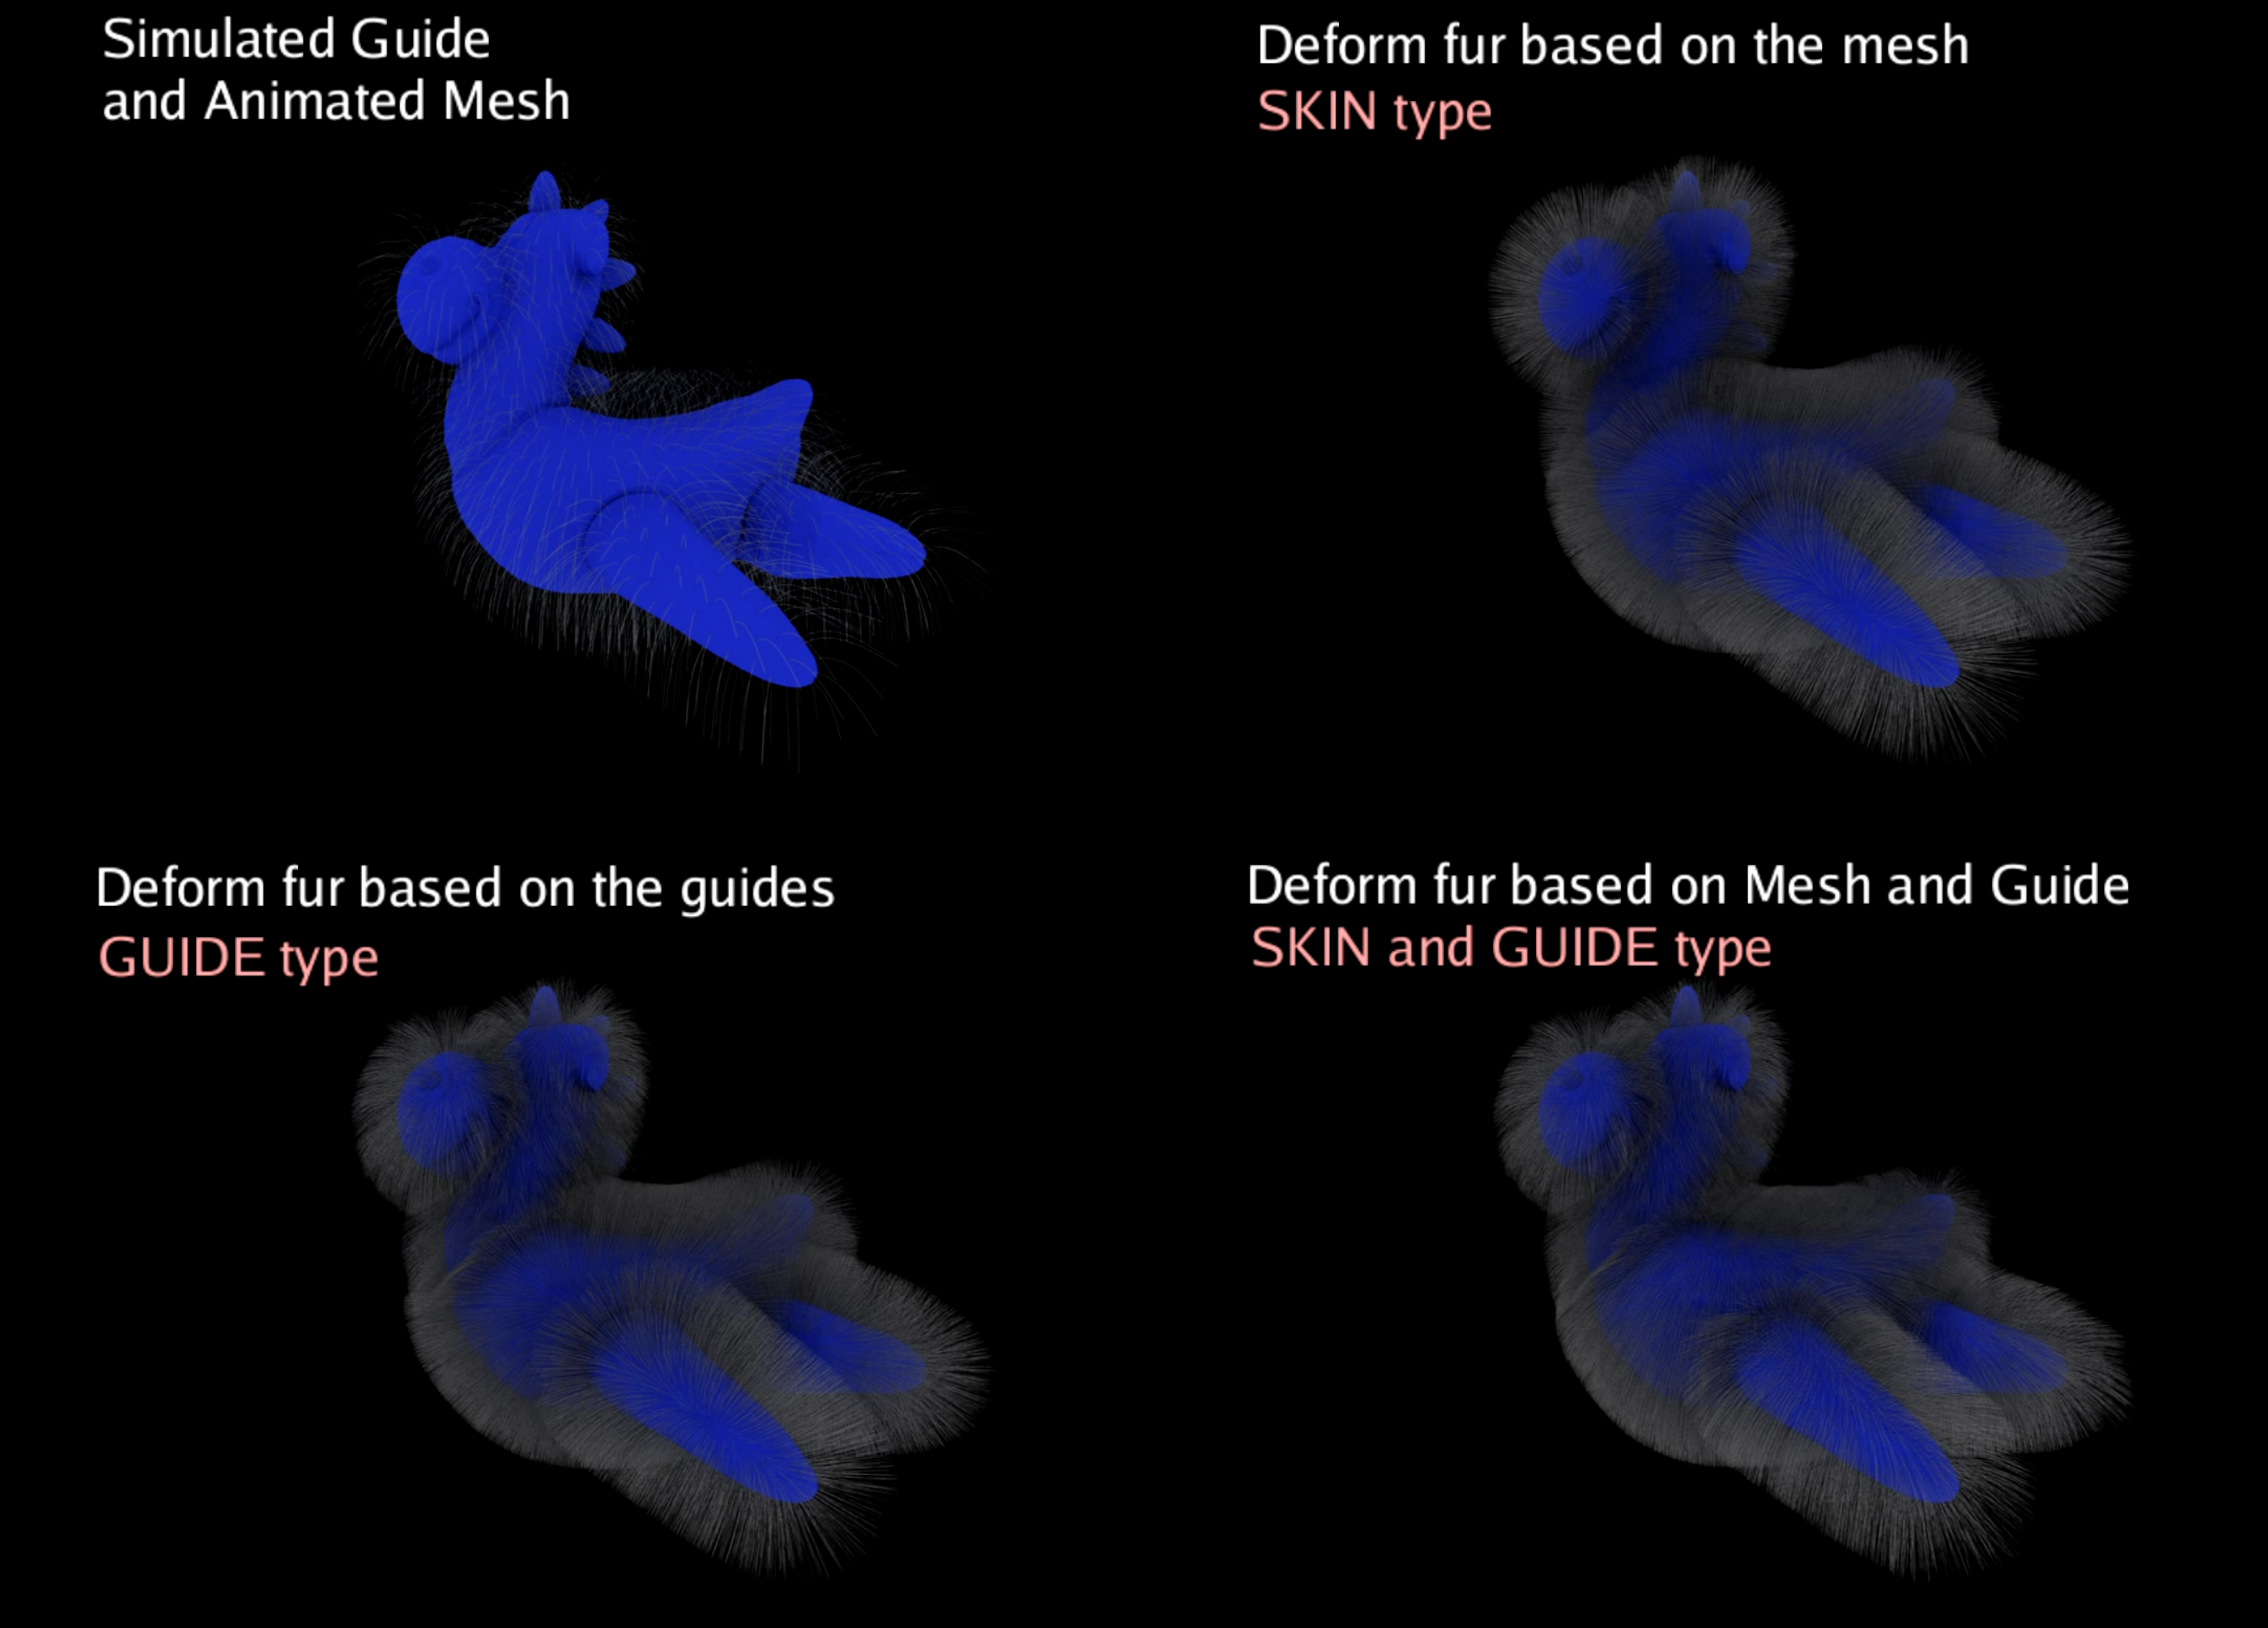 Simulated Guide
and Animated Mesh
Deform fur based on the mesh
SKIN type
Deform fur based on the guides
GUIDE type
Deform fur based on Mesh and Guide
SKIN and GUIDE type